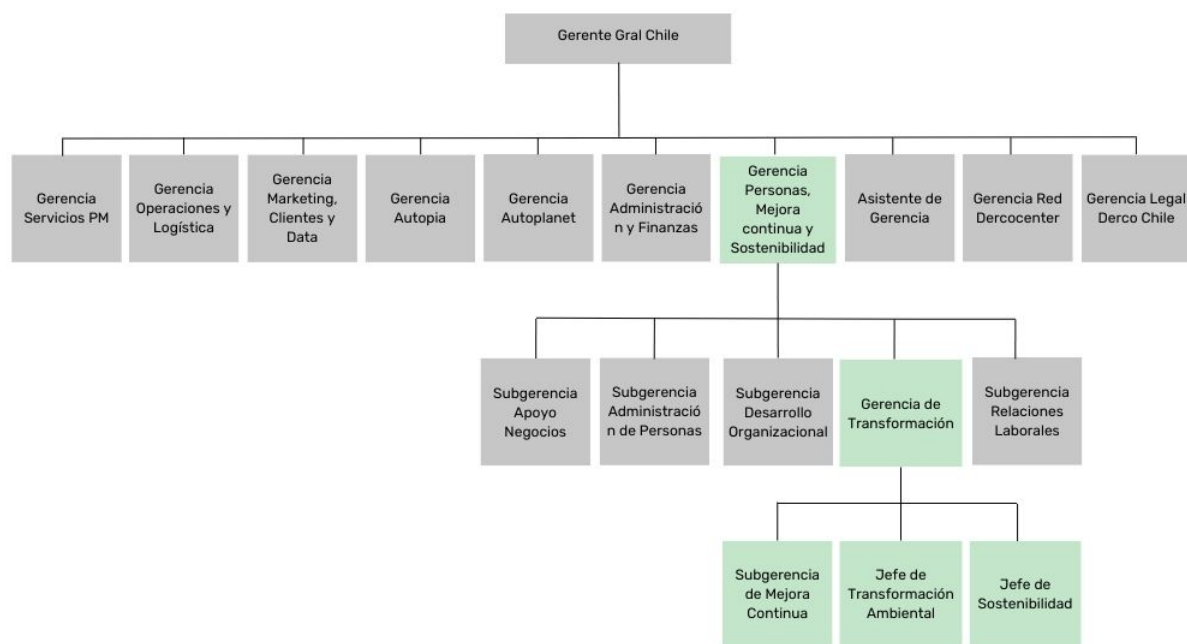 Gerente Gral Chile
Gerencia
Servicios PM
Gerencia
Operaciones y
Logística
Gerencia
Marketing,
Clientes y
Data
Gerencia
Autopia
Gerencia
Autoplanet
Gerencia
Administració
n y Finanzas
Gerencia
Personas,
Mejora
continua y
Sostenibilidad
Asistente de
Gerencia
Gerencia Red
Dercocenter
Gerencia Legal
Derco Chile
Subgerencia
Apoyo
Negocios
Subgerencia
Administració
n de Personas
Subgerencia
Desarrollo
Organizacional
Gerencia de
Transformación
Subgerencia
Relaciones
Laborales
Subgerencia
de Mejora
Continua
Jefe de
Transformación
Ambiental
Jefe de
Sostenibilidad